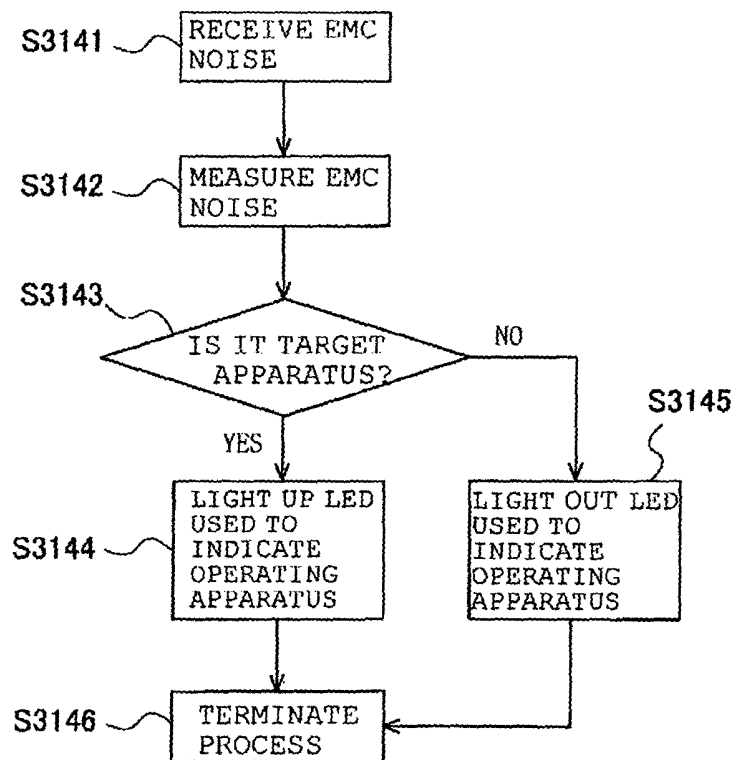 S3141
RECEIVE EMC
NOISE
S3142
MEASURE EMC
NOISE
S3143
IS IT TARGET
APPARATUS?
NO
YES
S3144
LIGHT UP LED
USED TO
INDICATE
OPERATING
APPARATUS
S3145
LIGHT OUT LED
USED TO
INDICATE
OPERATING
APPARATUS
S3146
TERMINATE
PROCESS